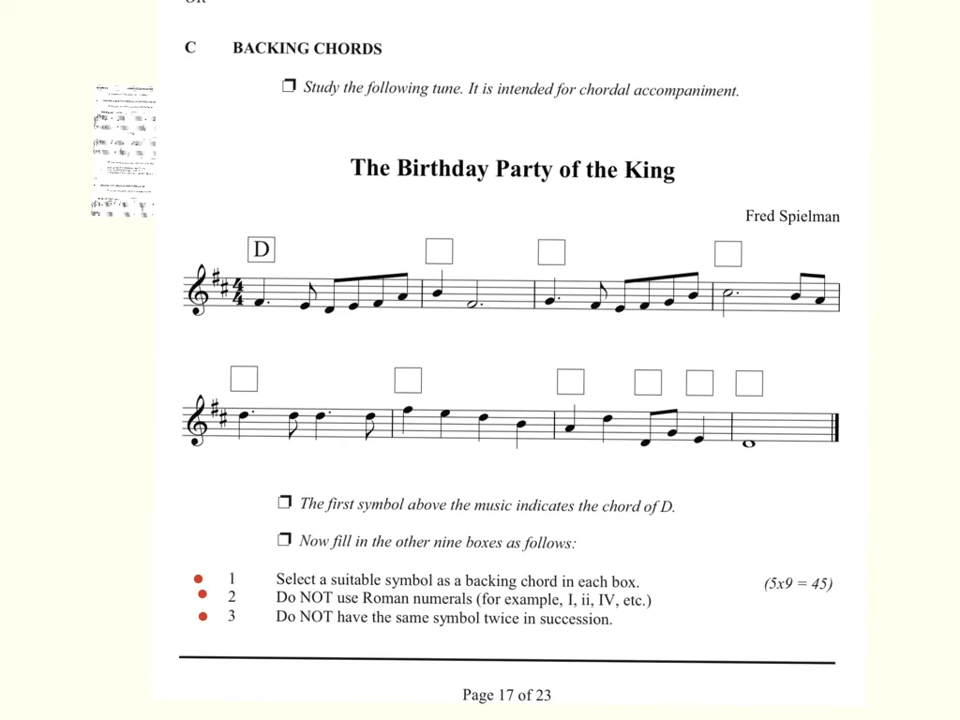 C BACKING CHORDS
❐ Study the following tune. It is intended for chordal accompaniment.
The Birthday Party of the King
Fred Spielman
D
4
4
❐ The first symbol above the music indicates the chord of D.
❐ Now fill in the other nine boxes as follows:
1 Select a suitable symbol as a backing chord in each box. (5x9 = 45)
2 Do NOT use Roman numerals (for example, I, ii, IV, etc.)
3 Do NOT have the same symbol twice in succession.
Page 17 of 23